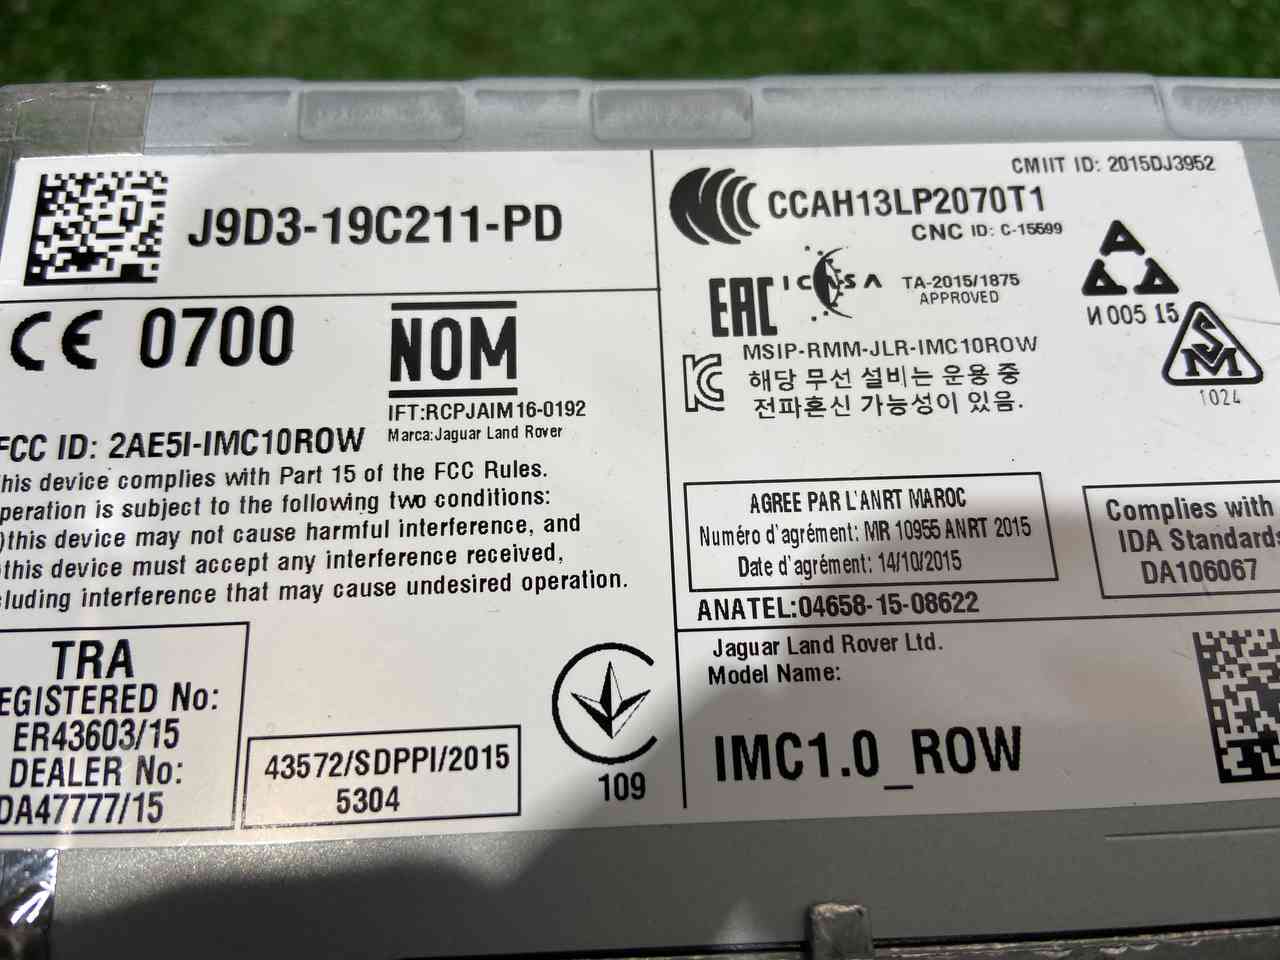 J9D3-19C211-PD
CE 0700
NOM
IFT:RCPJAIM16-0192
Marca:Jaguar Land Rover
FCC ID: 2AE5I-IMC10ROW
his device complies with Part 15 of the FCC Rules.
peration is subject to the following two conditions:
)this device may not cause harmful interference, and
)this device must accept any interference received,
cluding interference that may cause undesired operation.
TRA
EGISTERED No:
ER43603/15
DEALER No:
DA47777/15
43572/SDPPI/2015
5304
109
CMIIT ID: 2015DJ3952
CCAH13LP2070T1
CNC ID: C-15599
EAC
ICASA
TA-2015/1875
APPROVED
И 005 15
SM
1024
KC
MSIP-RMM-JLR-IMC10ROW
해당 무선 설비는 운용 중
전파혼신 가능성이 있음.
AGREE PAR L'ANRT MAROC
Numéro d'agrément: MR 10955 ANRT 2015
Date d'agrément: 14/10/2015
Complies with
IDA Standards
DA106067
ANATEL:04658-15-08622
Jaguar Land Rover Ltd.
Model Name:
IMC1.0_ROW